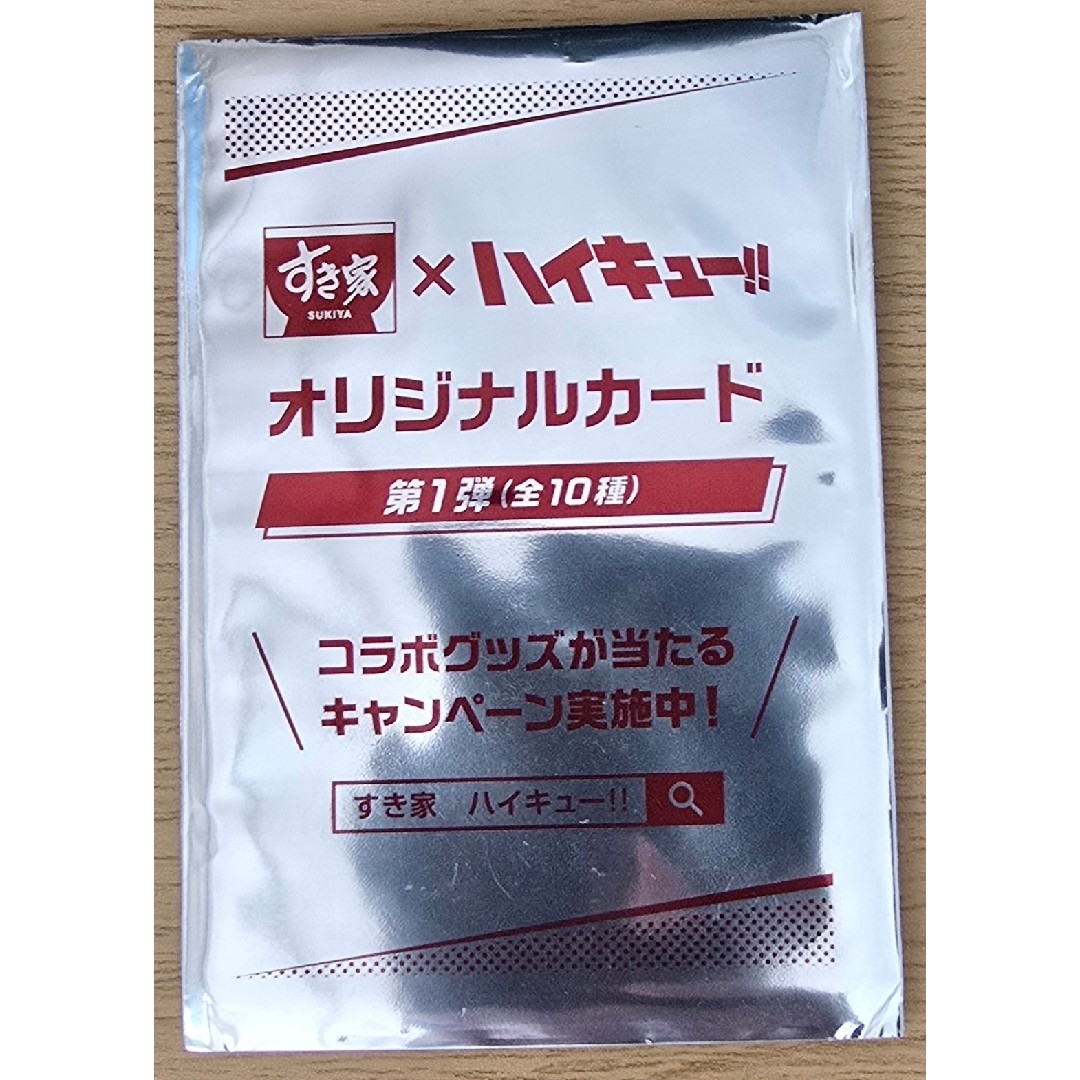 すき家
SUKIYA
×
ハイキュー!!
オリジナルカード
第1弾(全10種)
コラボグッズが当たる
キャンペーン実施中!
すき家 ハイキュー!!